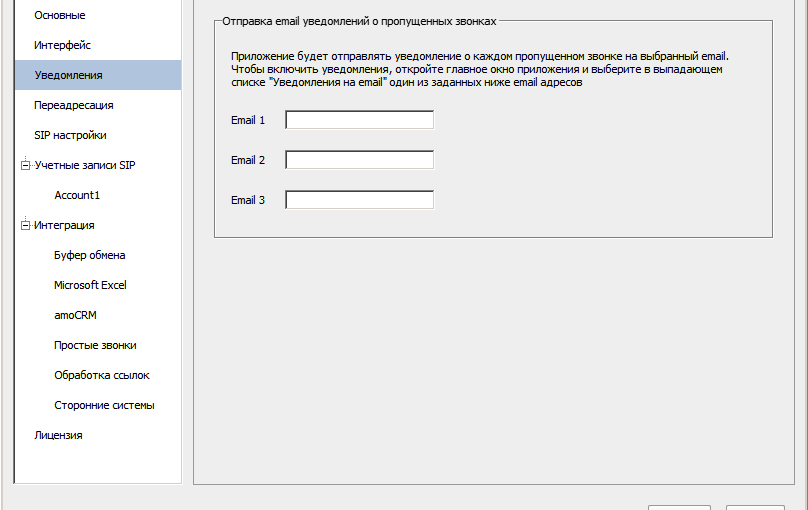 Основные
Интерфейс
Уведомления
Переадресация
SIP настройки
Учетные записи SIP
Account1
Интеграция
Буфер обмена
Microsoft Excel
amoCRM
Простые звонки
Обработка ссылок
Сторонние системы
Лицензия
Отправка email уведомлений о пропущенных звонках
Приложение будет отправлять уведомление о каждом пропущенном звонке на выбранный email.
Чтобы включить уведомления, откройте главное окно приложения и выберите в выпадающем
списке "Уведомления на email" один из заданных ниже email адресов
Email 1
Email 2
Email 3